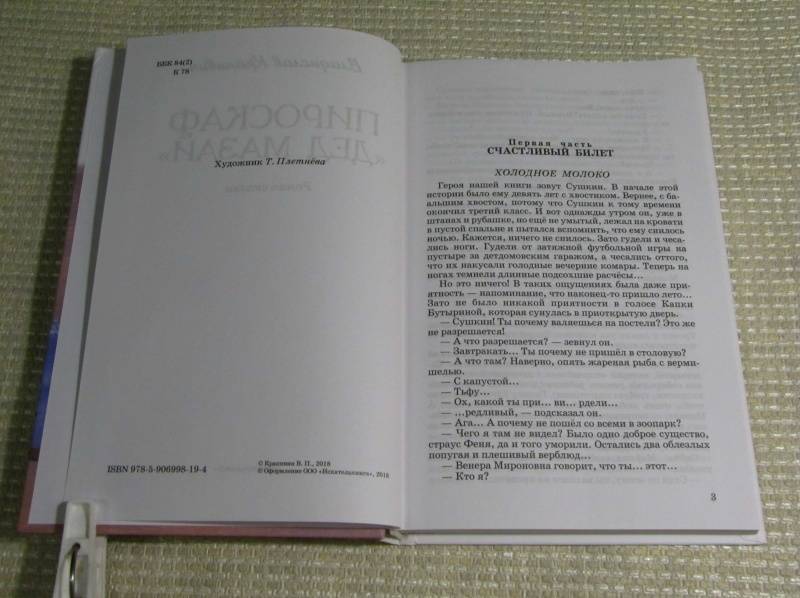 ББК 84(2)
К 78
Художник Т. Плетнёва
ISBN 978-5-906998-19-4
© Крапивин В. П., 2018
© Оформление ООО «Искательпресс», 2018
Первая часть
СЧАСТЛИВЫЙ БИЛЕТ
ХОЛОДНОЕ МОЛОКО
Героя нашей книги зовут Сушкин. В начале этой
истории было ему девять лет с хвостиком. Вернее, с ба-
альшим хвостом, потому что Сушкин к тому времени
окончил третий класс. И вот однажды утром он, уже в
штанах и рубашке, но ещё не умытый, лежал на кровати
в пустой спальне и пытался вспомнить, что ему снилось
ночью. Кажется, ничего не снилось. Зато гудели и чеса-
лись ноги. Гудели от затяжной футбольной игры на
пустыре за детдомовским гаражом, а чесались оттого,
что их накусали голодные вечерние комары. Теперь на
ногах темнели длинные подсохшие расчёсы...
Но это ничего! В таких ощущениях была даже при-
ятность — напоминание, что наконец-то пришло лето...
Зато не было никакой приятности в голосе Капки
Бутыриной, которая сунулась в приоткрытую дверь.
— Сушкин! Ты почему валяешься на постели? Это же
не разрешается!
— А что разрешается? — зевнул он.
— Завтракать... Ты почему не пришёл в столовую?
— А что там? Наверно, опять жареная рыба с верми-
шелью.
— С капустой...
— Тьфу...
— Ох, какой ты при... ви... рдели...
— ...редливый, — подсказал он.
— Ага... А почему не пошёл со всеми в зоопарк?
— Чего я там не видел? Было одно доброе существо,
страус Феня, да и того уморили. Остались два облезлых
попугая и плешивый верблюд...
— Венера Мироновна говорит, что ты... этот...
— Кто я?
3